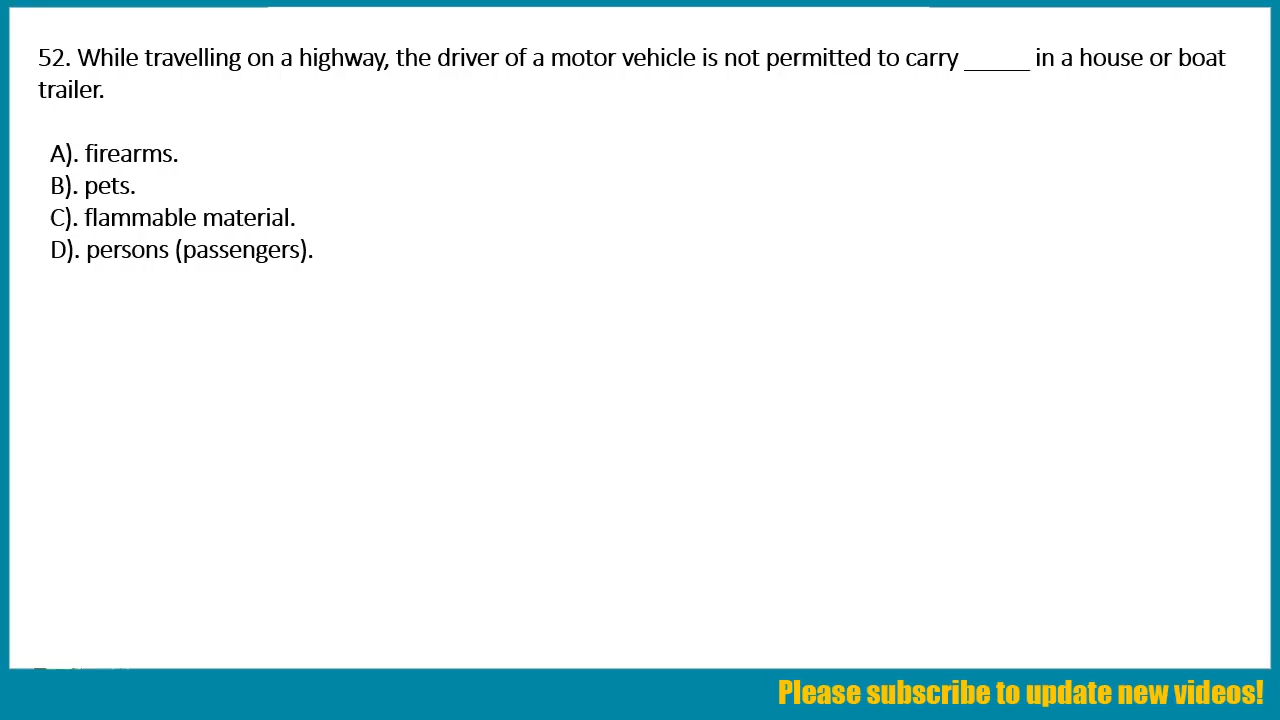 52. While travelling on a highway, the driver of a motor vehicle is not permitted to carry _____ in a house or boat
trailer.
A). firearms.
B). pets.
C). flammable material.
D). persons (passengers).
Please subscribe to update new videos!